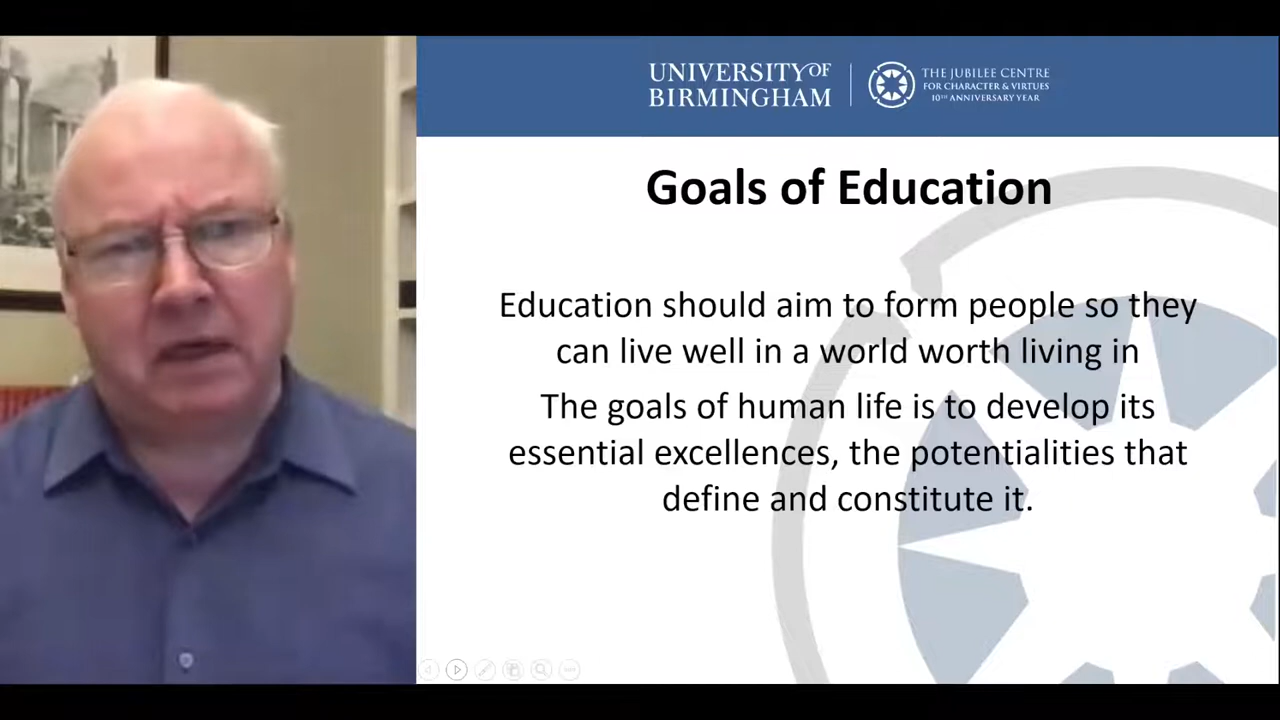 UNIVERSITY OF
BIRMINGHAM
THE JUBILEE CENTRE
FOR CHARACTER & VIRTUES
10TH ANNIVERSARY YEAR
Goals of Education
Education should aim to form people so they
can live well in a world worth living in
The goals of human life is to develop its
essential excellences, the potentialities that
define and constitute it.